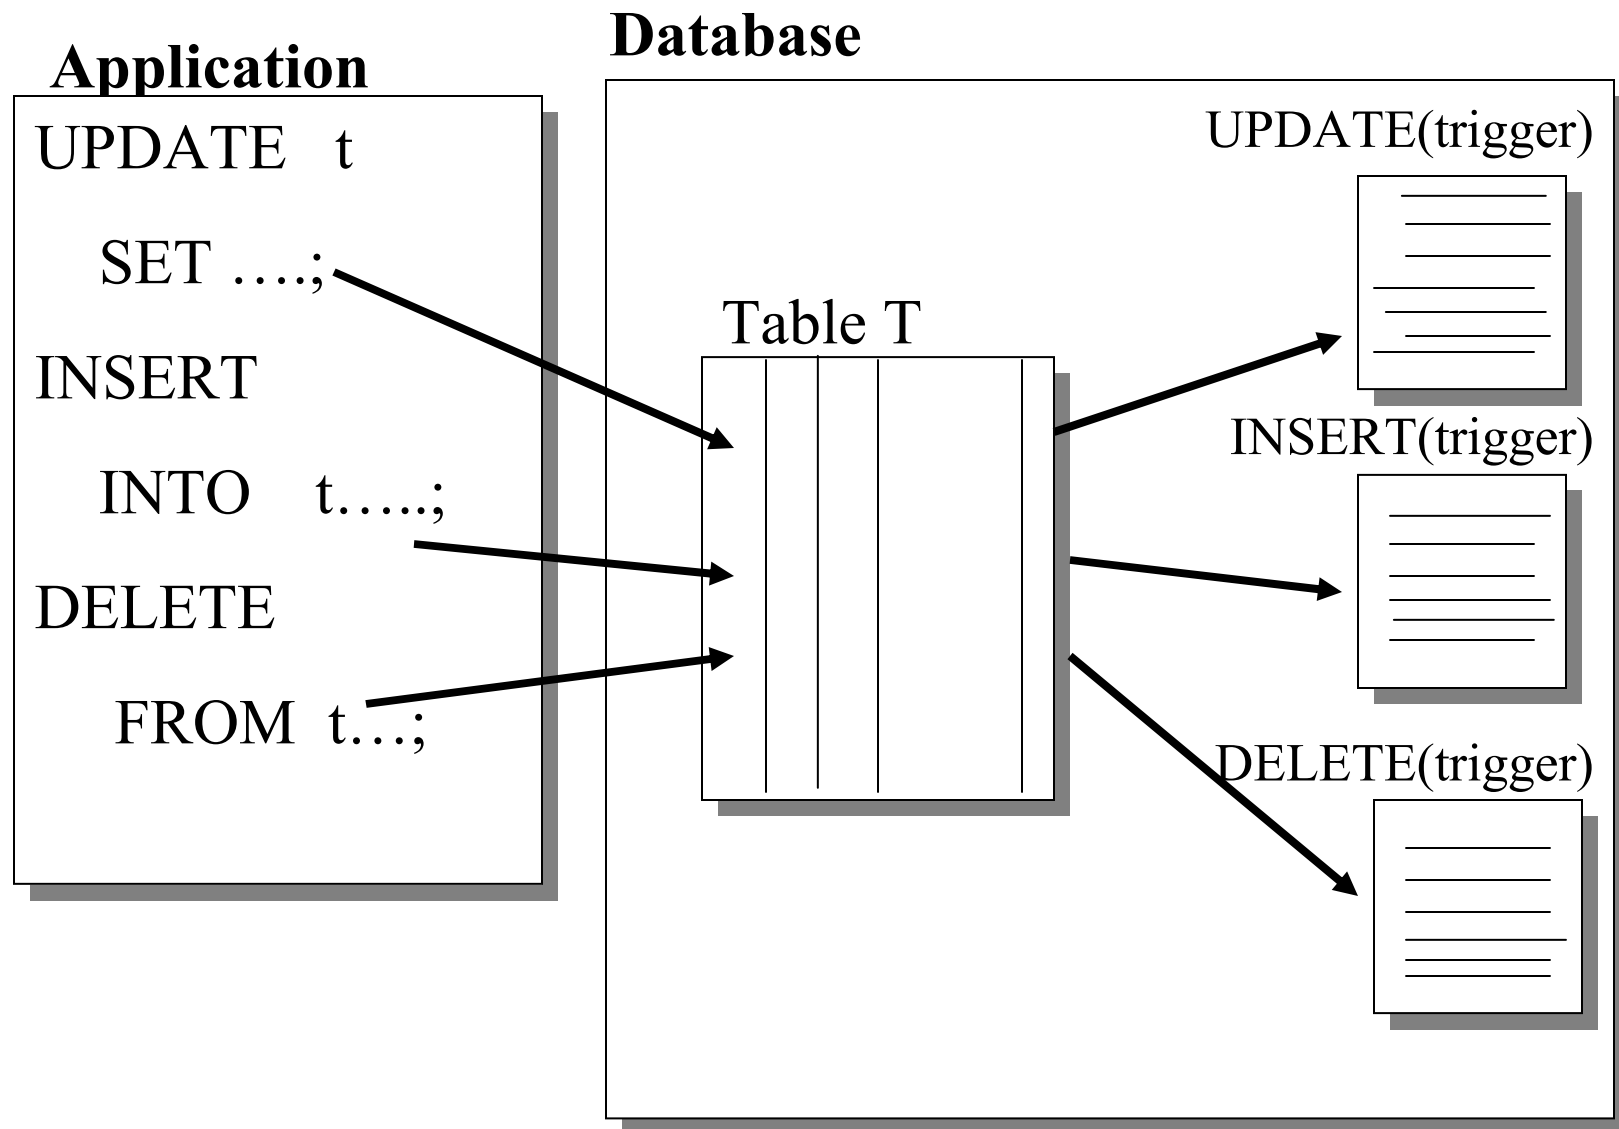 Application
UPDATE t
SET ....;
INSERT
INTO t.....;
DELETE
FROM t...;
Database
Table T
UPDATE(trigger)
INSERT(trigger)
DELETE(trigger)